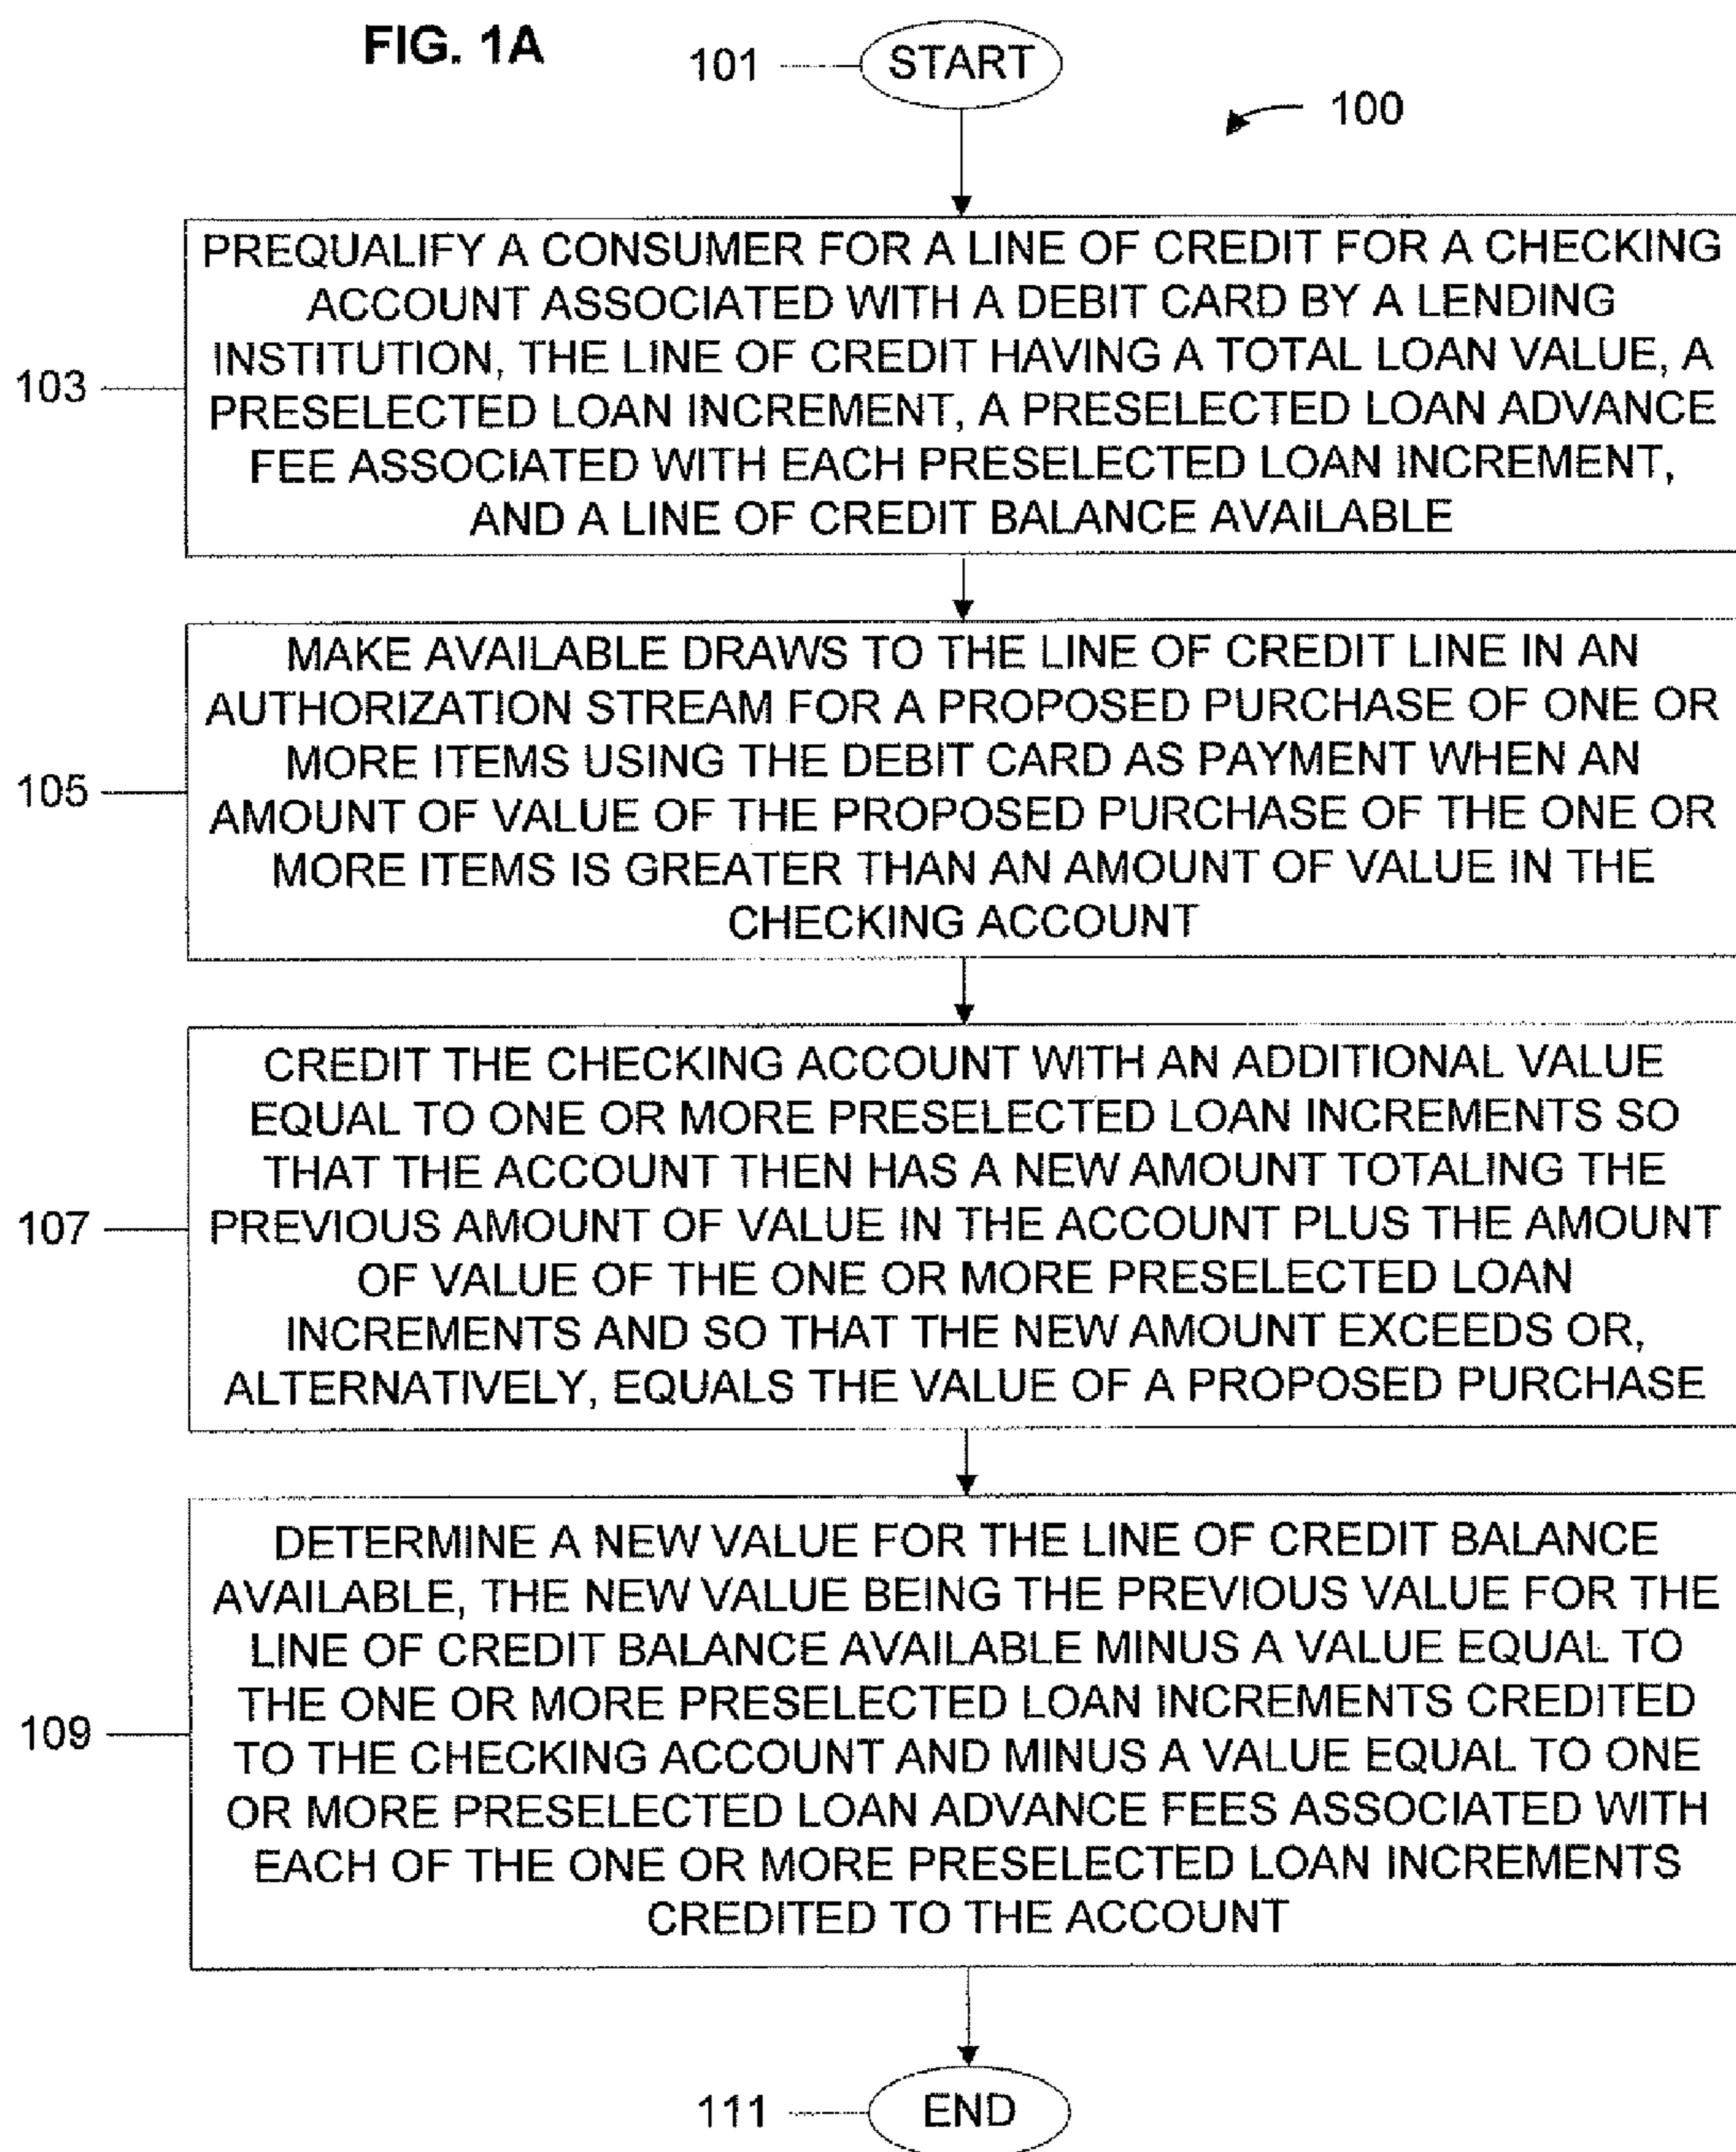 FIG. 1A
101
START
100
103
PREQUALIFY A CONSUMER FOR A LINE OF CREDIT FOR A CHECKING
ACCOUNT ASSOCIATED WITH A DEBIT CARD BY A LENDING
INSTITUTION, THE LINE OF CREDIT HAVING A TOTAL LOAN VALUE, A
PRESELECTED LOAN INCREMENT, A PRESELECTED LOAN ADVANCE
FEE ASSOCIATED WITH EACH PRESELECTED LOAN INCREMENT,
AND A LINE OF CREDIT BALANCE AVAILABLE
105
MAKE AVAILABLE DRAWS TO THE LINE OF CREDIT LINE IN AN
AUTHORIZATION STREAM FOR A PROPOSED PURCHASE OF ONE OR
MORE ITEMS USING THE DEBIT CARD AS PAYMENT WHEN AN
AMOUNT OF VALUE OF THE PROPOSED PURCHASE OF THE ONE OR
MORE ITEMS IS GREATER THAN AN AMOUNT OF VALUE IN THE
CHECKING ACCOUNT
107
CREDIT THE CHECKING ACCOUNT WITH AN ADDITIONAL VALUE
EQUAL TO ONE OR MORE PRESELECTED LOAN INCREMENTS SO
THAT THE ACCOUNT THEN HAS A NEW AMOUNT TOTALING THE
PREVIOUS AMOUNT OF VALUE IN THE ACCOUNT PLUS THE AMOUNT
OF VALUE OF THE ONE OR MORE PRESELECTED LOAN
INCREMENTS AND SO THAT THE NEW AMOUNT EXCEEDS OR,
ALTERNATIVELY, EQUALS THE VALUE OF A PROPOSED PURCHASE
109
DETERMINE A NEW VALUE FOR THE LINE OF CREDIT BALANCE
AVAILABLE, THE NEW VALUE BEING THE PREVIOUS VALUE FOR THE
LINE OF CREDIT BALANCE AVAILABLE MINUS A VALUE EQUAL TO
THE ONE OR MORE PRESELECTED LOAN INCREMENTS CREDITED
TO THE CHECKING ACCOUNT AND MINUS A VALUE EQUAL TO ONE
OR MORE PRESELECTED LOAN ADVANCE FEES ASSOCIATED WITH
EACH OF THE ONE OR MORE PRESELECTED LOAN INCREMENTS
CREDITED TO THE ACCOUNT
111
END